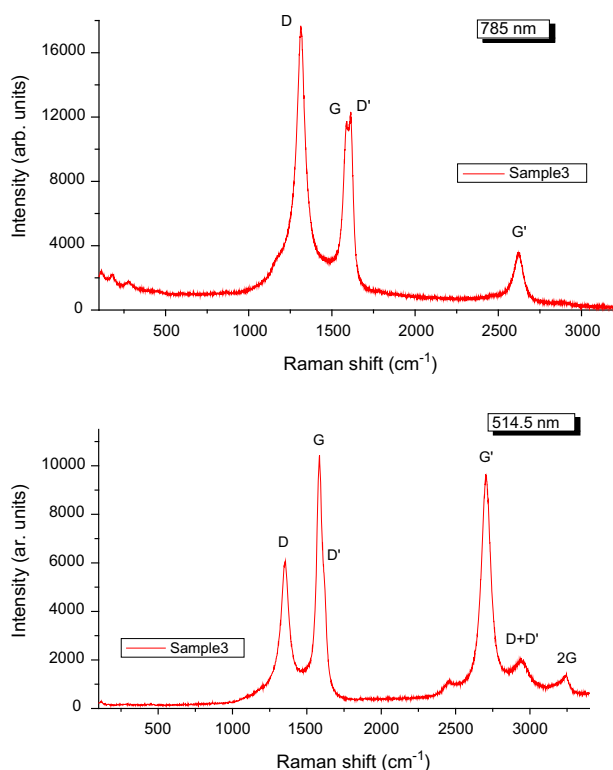 785 nm
D
G D'
Sample3
G'
Intensity (arb. units)
16000
12000
8000
4000
0
500 1000 1500 2000 2500 3000
Raman shift (cm-1)
514.5 nm
G
G'
D
D'
D+D'
2G
Sample3
Intensity (ar. units)
10000
8000
6000
4000
2000
0
500 1000 1500 2000 2500 3000
Raman shift (cm-1)